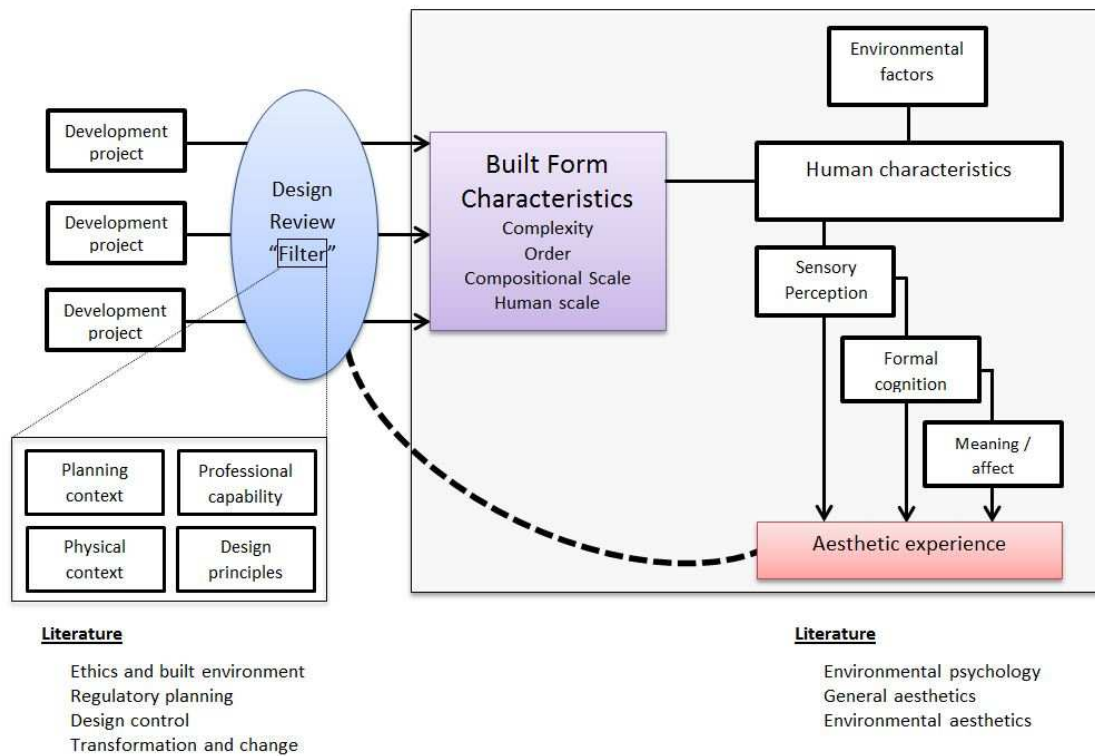 Environmental
factors
Development
project
Development
project
Development
project
Design
Review
“Filter”
Built Form
Characteristics
Complexity
Order
Compositional Scale
Human scale
Human characteristics
Sensory
Perception
Formal
cognition
Meaning /
affect
Aesthetic experience
Planning
context
Professional
capability
Physical
context
Design
principles
Literature
Ethics and built environment
Regulatory planning
Design control
Transformation and change
Literature
Environmental psychology
General aesthetics
Environmental aesthetics